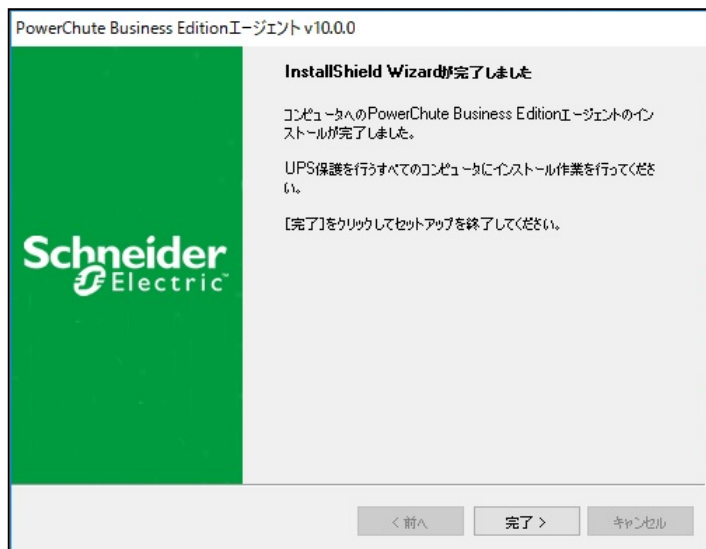 PowerChute Business Editionエージェント v10.0.0
InstallShield Wizardが完了しました
コンピュータへのPowerChute Business Editionエージェントのイン
ストールが完了しました。
UPS保護を行うすべてのコンピュータにインストール作業を行ってくださ
い。
[完了]をクリックしてセットアップを終了してください。
Schneider
Electric™
< 前へ
完了 >
キャンセル